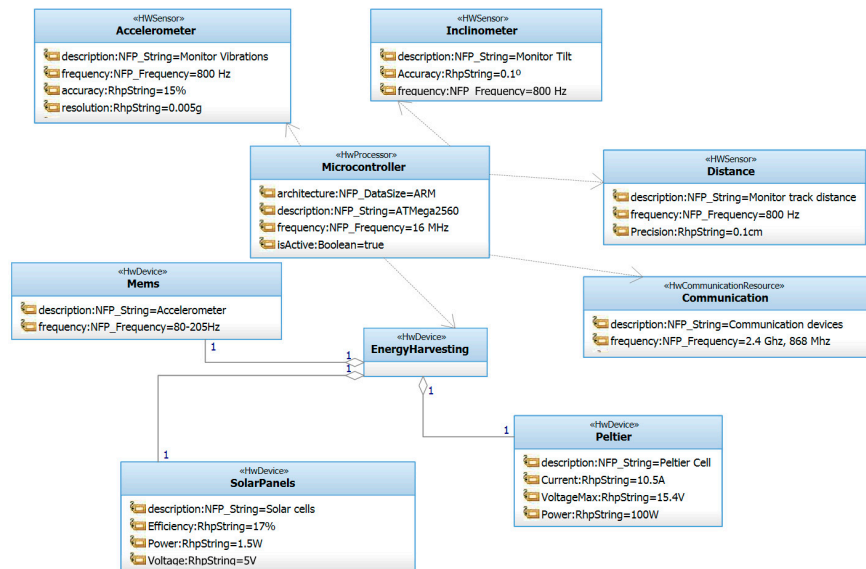 «HWSensor»
Accelerometer
description:NFP_String=Monitor Vibrations
frequency:NFP_Frequency=800 Hz
accuracy:RhpString=15%
resolution:RhpString=0.005g
«HWSensor»
Inclinometer
description:NFP_String=Monitor Tilt
Accuracy:RhpString=0.1º
frequency:NFP_Frequency=800 Hz
«HwProcessor»
Microcontroller
architecture:NFP_DataSize=ARM
description:NFP_String=ATMega2560
frequency:NFP_Frequency=16 MHz
isActive:Boolean=true
«HWSensor»
Distance
description:NFP_String=Monitor track distance
frequency:NFP_Frequency=800 Hz
Precision:RhpString=0.1cm
«HwDevice»
Mems
description:NFP_String=Accelerometer
frequency:NFP_Frequency=80-205Hz
«HwCommunicationResource»
Communication
description:NFP_String=Communication devices
frequency:NFP_Frequency=2.4 Ghz, 868 Mhz
«HwDevice»
EnergyHarvesting
1
1
1
1
1
1
«HwDevice»
Peltier
description:NFP_String=Peltier Cell
Current:RhpString=10.5A
VoltageMax:RhpString=15.4V
Power:RhpString=100W
«HwDevice»
SolarPanels
description:NFP_String=Solar cells
Efficiency:RhpString=17%
Power:RhpString=1.5W
Voltage:RhpString=5V